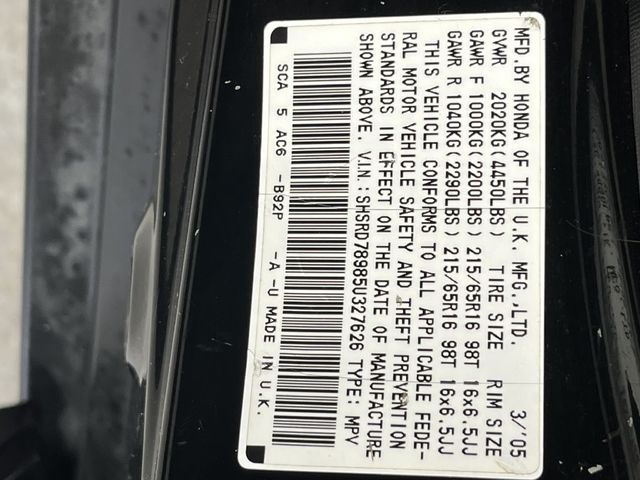 MFD.BY HONDA OF THE U.K. MFG.,LTD. 3/'05
GVWR 2020KG(4450LBS) TIRE SIZE RIM SIZE
GAWR F 1000KG(2200LBS) 215/65R16 98T 16x6.5JJ
GAWR R 1040KG(2290LBS) 215/65R16 98T 16x6.5JJ
THIS VEHICLE CONFORMS TO ALL APPLICABLE FEDE-
RAL MOTOR VEHICLE SAFETY AND THEFT PREVENTION
STANDARDS IN EFFECT ON THE DATE OF MANUFACTURE
SHOWN ABOVE. V.I.N.:SHSRD78985U327626 TYPE: MPV
SCA 5 AC6 -B92P -A -U MADE IN U.K.